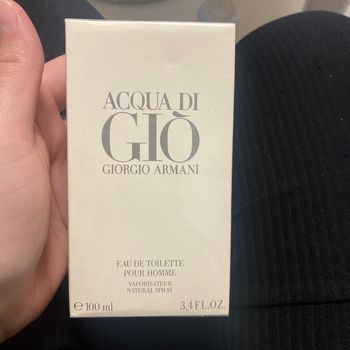 ACQUA DI
GIÒ
GIORGIO ARMANI
EAU DE TOILETTE
POUR HOMME
VAPORISATEUR
NATURAL SPRAY
℮ 100 ml 3,4 FL.OZ.